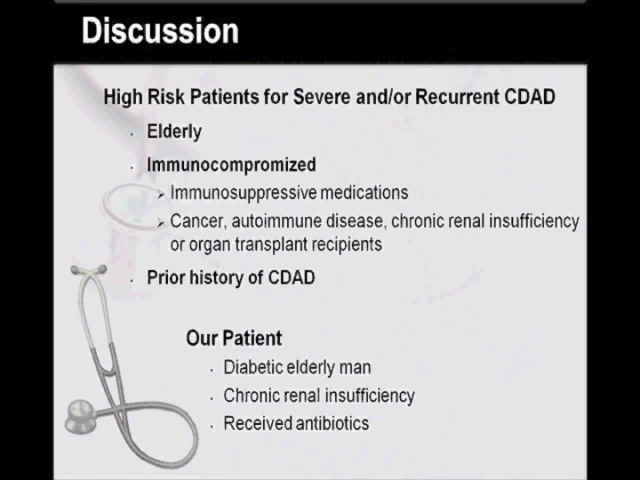 Discussion
High Risk Patients for Severe and/or Recurrent CDAD
Elderly
Immunocompromized
Immunosuppressive medications
Cancer, autoimmune disease, chronic renal insufficiency
or organ transplant recipients
Prior history of CDAD
Our Patient
Diabetic elderly man
Chronic renal insufficiency
Received antibiotics